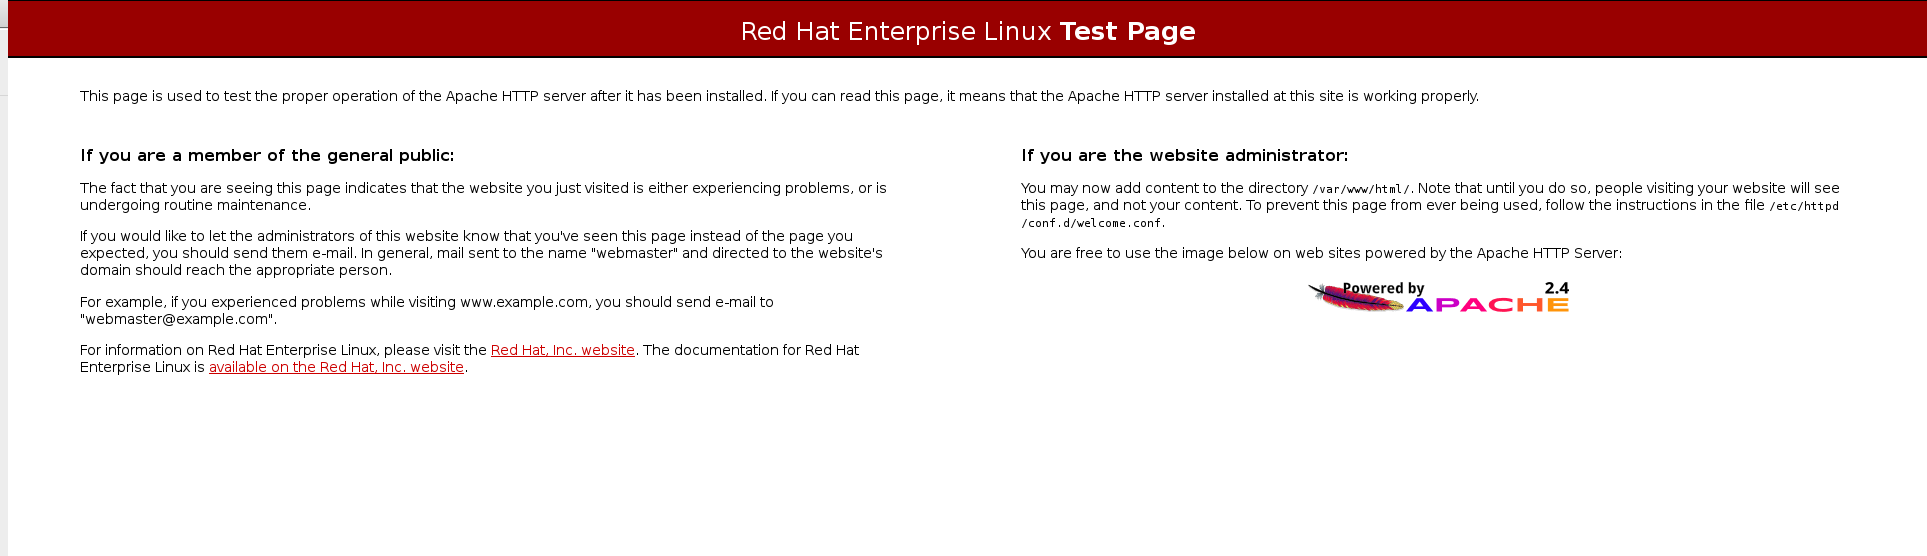 Red Hat Enterprise Linux Test Page
This page is used to test the proper operation of the Apache HTTP server after it has been installed. If you can read this page, it means that the Apache HTTP server installed at this site is working properly.
If you are a member of the general public:
The fact that you are seeing this page indicates that the website you just visited is either experiencing problems, or is
undergoing routine maintenance.
If you would like to let the administrators of this website know that you've seen this page instead of the page you
expected, you should send them e-mail. In general, mail sent to the name "webmaster" and directed to the website's
domain should reach the appropriate person.
For example, if you experienced problems while visiting www.example.com, you should send e-mail to
"webmaster@example.com".
For information on Red Hat Enterprise Linux, please visit the Red Hat, Inc. website. The documentation for Red Hat
Enterprise Linux is available on the Red Hat, Inc. website.
If you are the website administrator:
You may now add content to the directory /var/www/html/. Note that until you do so, people visiting your website will see
this page, and not your content. To prevent this page from ever being used, follow the instructions in the file /etc/httpd
/conf.d/welcome.conf.
You are free to use the image below on web sites powered by the Apache HTTP Server:
Powered by 2.4
APACHE